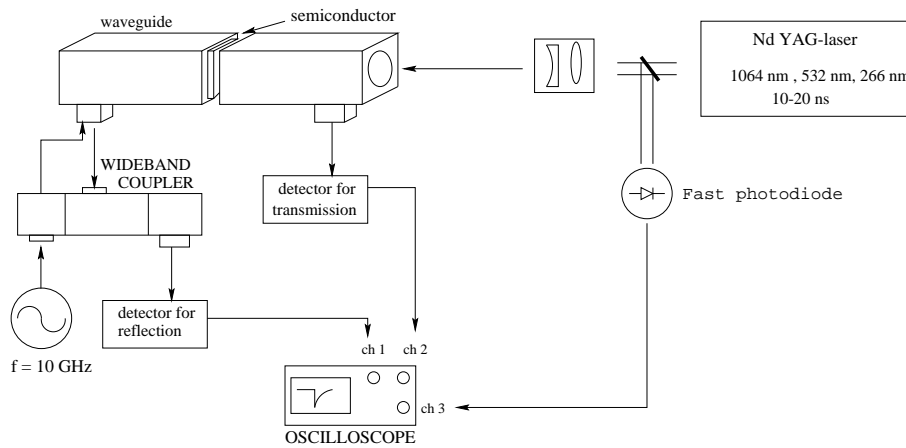 waveguide
semiconductor
Nd YAG-laser
1064 nm , 532 nm, 266 nm
10-20 ns
WIDEBAND
COUPLER
detector for
transmission
Fast photodiode
detector for
reflection
f = 10 GHz
ch 1
ch 2
ch 3
OSCILLOSCOPE